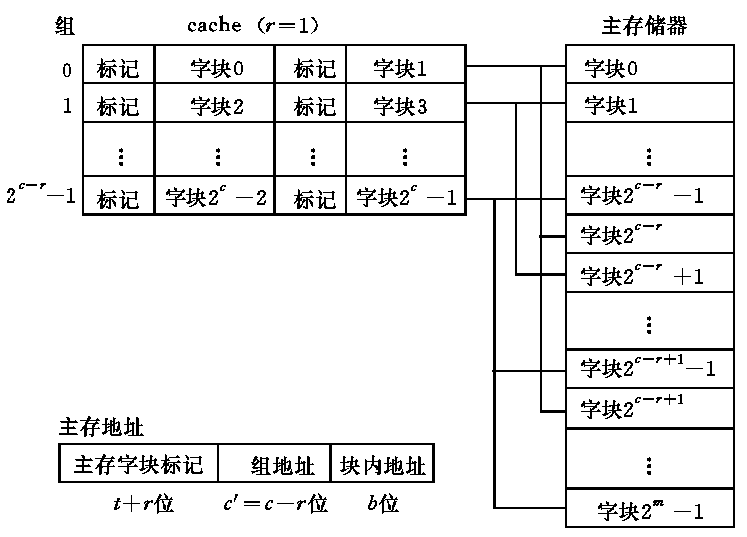 组 cache （r＝1） 主存储器
0 标记 字块0 标记 字块1 字块0
1 标记 字块2 标记 字块3 字块1
⋮ ⋮ ⋮ ⋮ ⋮
2^{c－r}－1 标记 字块2^c－2 标记 字块2^c－1 字块2^{c－r}－1
字块2^{c－r}
字块2^{c－r}＋1
⋮
字块2^{c－r＋1}－1
字块2^{c－r＋1}
⋮
字块2^m－1
主存地址
主存字块标记 组地址 块内地址
t＋r位 c′＝c－r位 b位